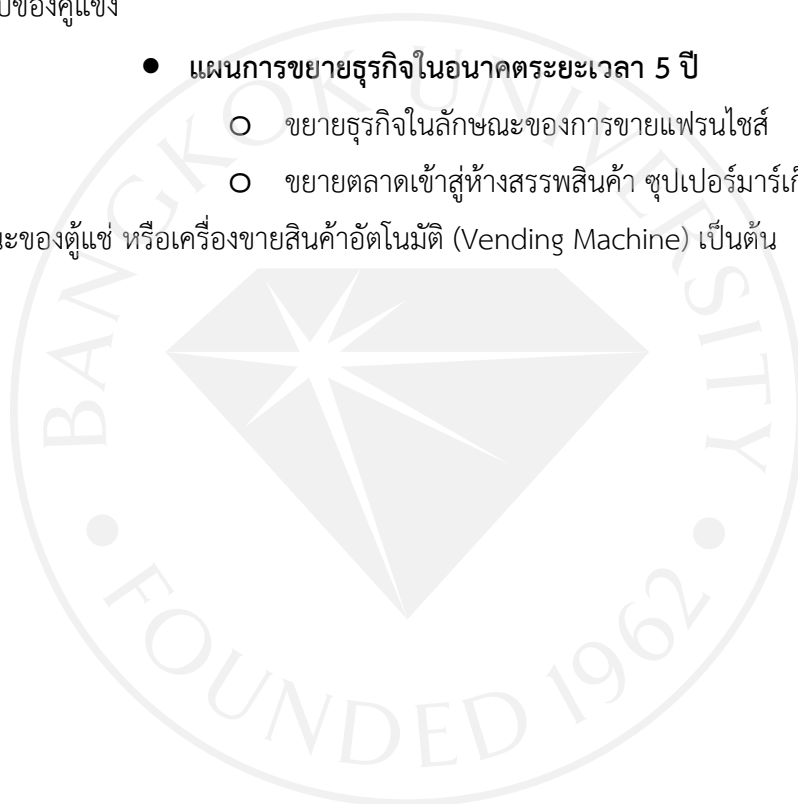 ของคู่แข่ง
● แผนการขยายธุรกิจในอนาคตระยะเวลา 5 ปี
o ขยายธุรกิจในลักษณะของการขายแฟรนไชส์
o ขยายตลาดเข้าสู่ห้างสรรพสินค้า ซุปเปอร์มาร์เก็
ของตู้แช่ หรือเครื่องขายสินค้าอัตโนมัติ (Vending Machine) เป็นต้น
BANGKOK UNIVERSITY
• FOUNDED 1962 •